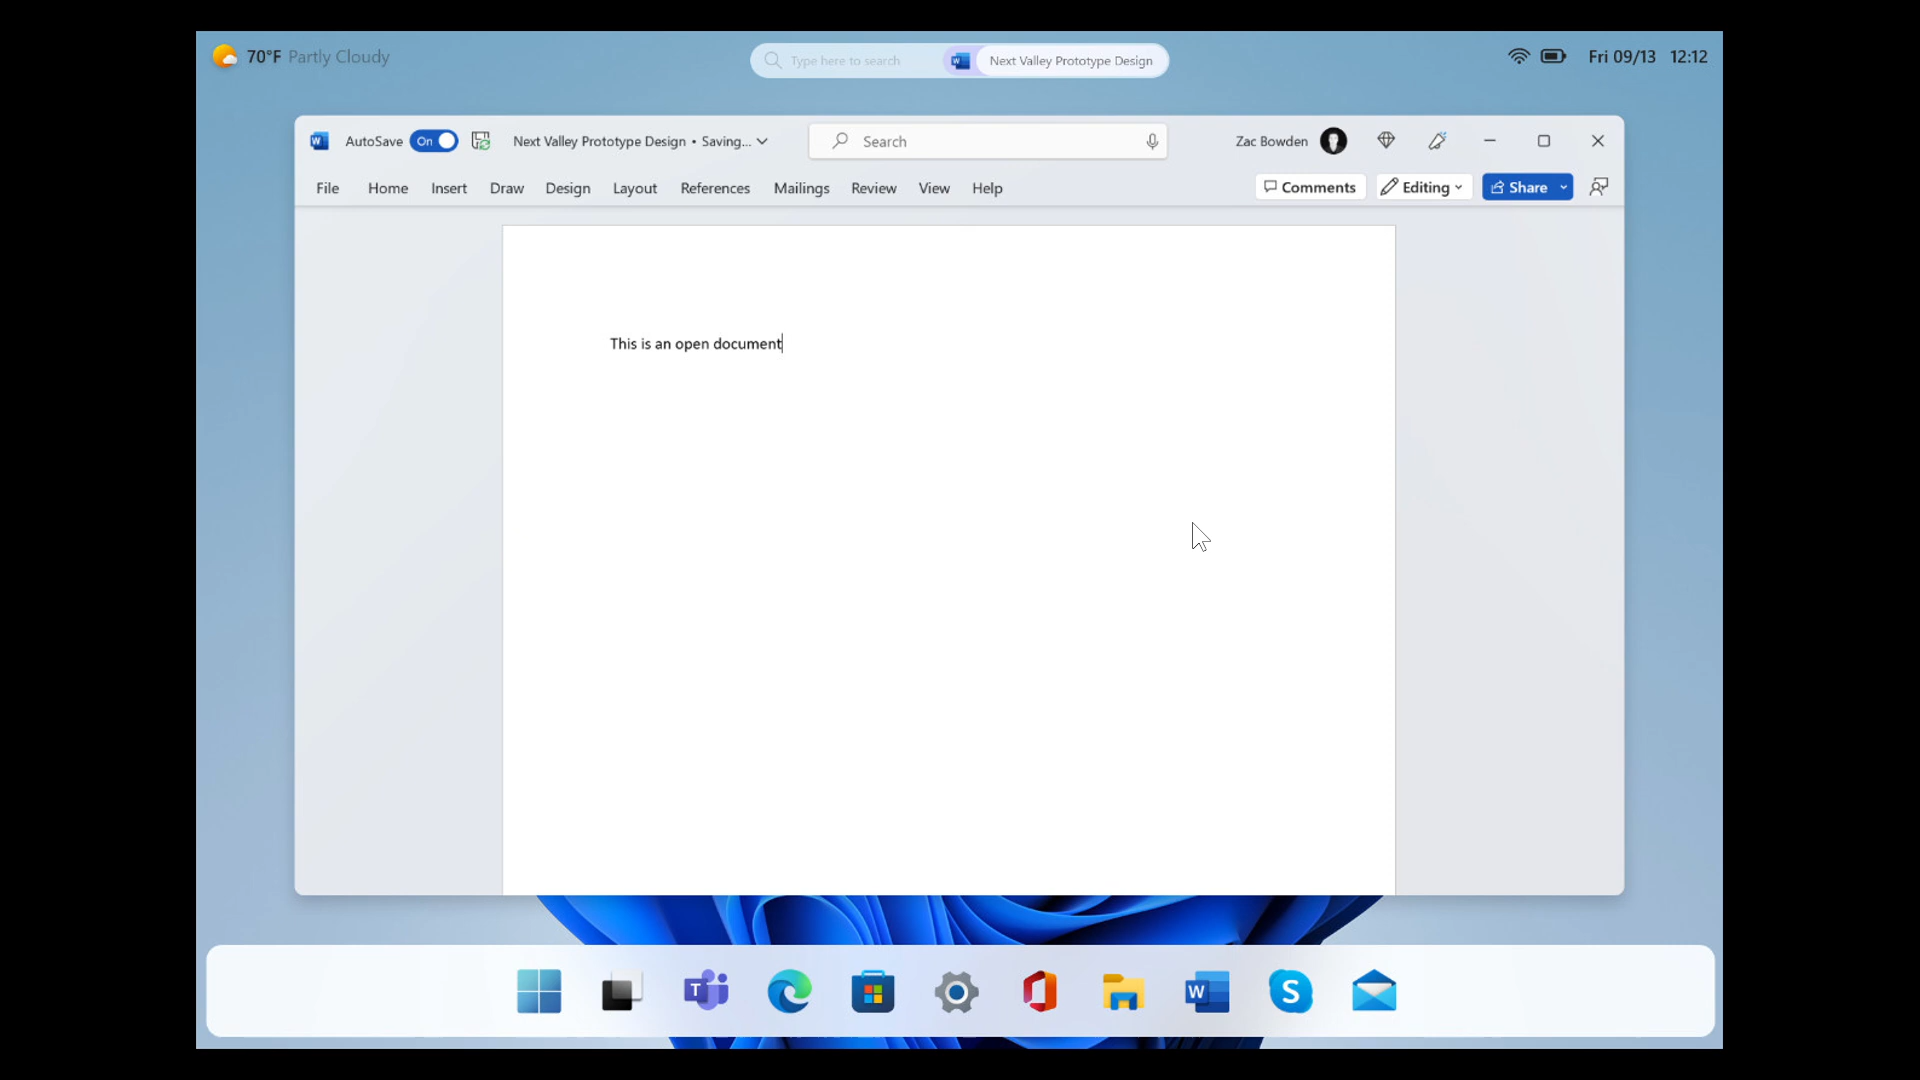 70°F Partly Cloudy
Type here to search
Next Valley Prototype Design
Fri 09/13 12:12
AutoSave On
Next Valley Prototype Design • Saving...
Search
Zac Bowden
File Home Insert Draw Design Layout References Mailings Review View Help
Comments Editing Share
This is an open document